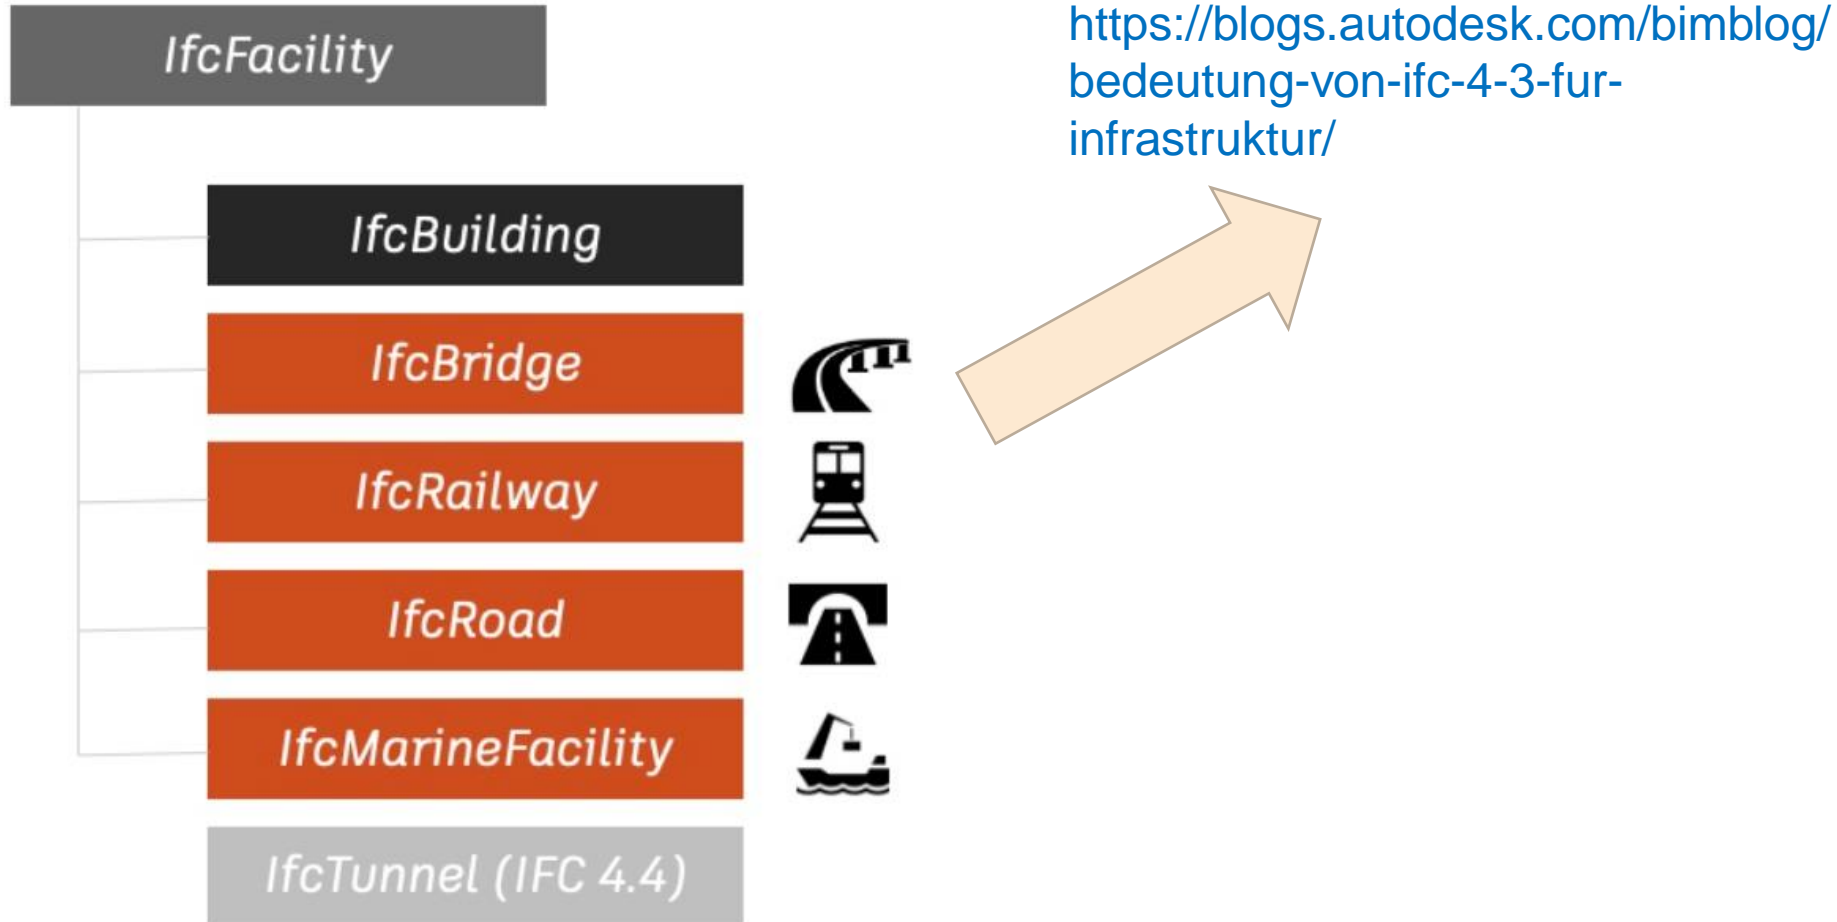 IfcFacility
IfcBuilding
IfcBridge
IfcRailway
IfcRoad
IfcMarineFacility
IfcTunnel (IFC 4.4)
https://blogs.autodesk.com/bimblog/
bedeutung-von-ifc-4-3-fur-
infrastruktur/